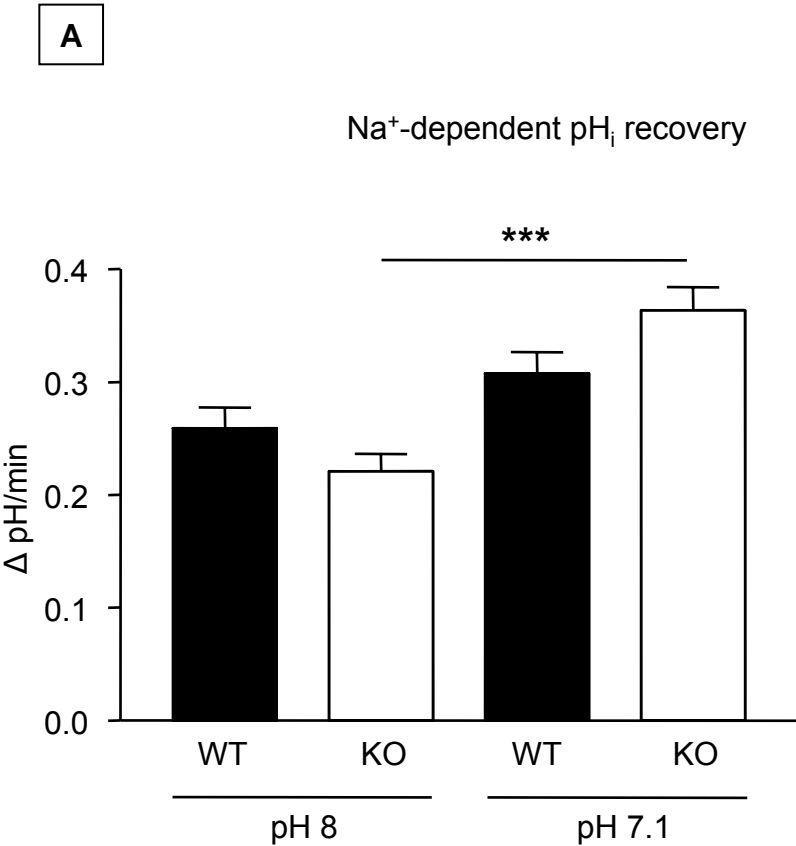 A
Na⁺-dependent pHᵢ recovery
***
0.4
0.3
0.2
0.1
0.0
Δ pH/min
WT KO WT KO
pH 8 pH 7.1